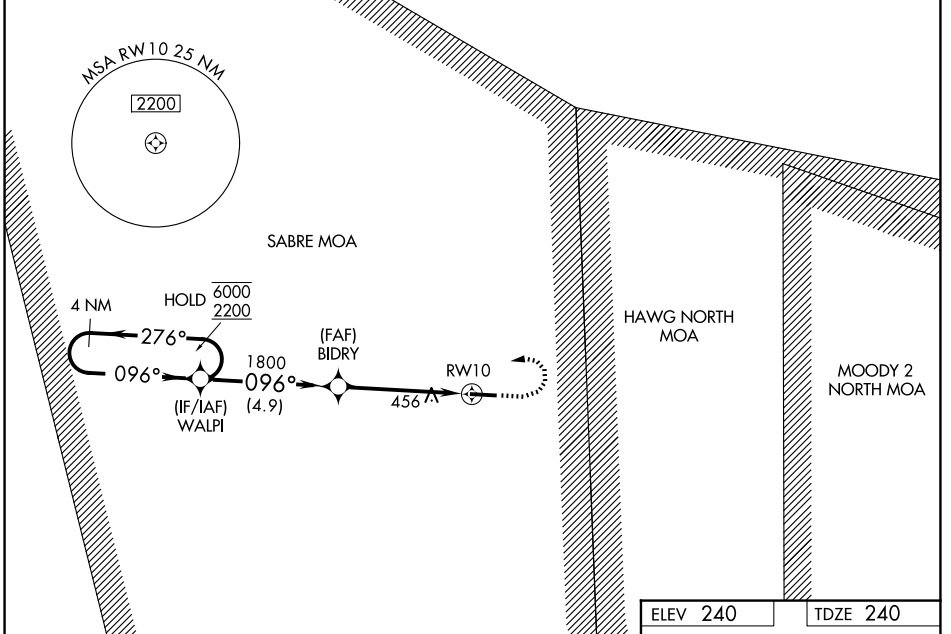 MSA RW10 25 NM
2200
SABRE MOA
4 NM
HOLD
6000
2200
276°
096°
(IF/IAF)
WALPI
1800
096°
(4.9)
(FAF)
BIDRY
456
RW10
HAWG NORTH
MOA
MOODY 2
NORTH MOA
ELEV 240
TDZE 240